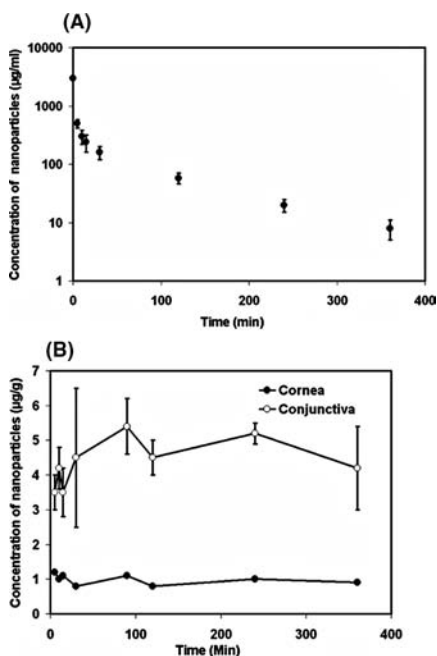 (A)
10000
1000
100
10
1
Concentration of nanoparticles (µg/ml)
0 100 200 300 400
Time (min)
(B)
7
6
5
4
3
2
1
0
Concentration of nanoparticles (µg/g)
Cornea
Conjunctiva
0 100 200 300 400
Time (Min)